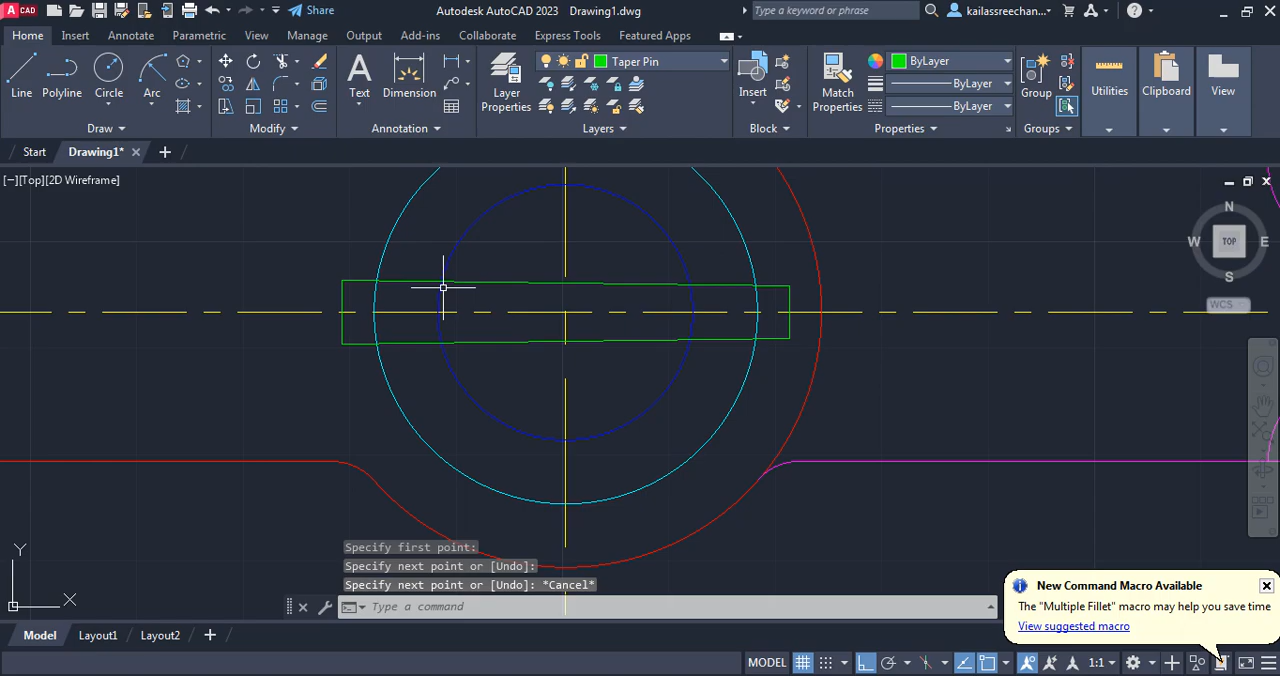 CAD
Share
Autodesk AutoCAD 2023 Drawing1.dwg
Type a keyword or phrase
kailassreechan...
Home Insert Annotate Parametric View Manage Output Add-ins Collaborate Express Tools Featured Apps
Line Polyline Circle Arc
Text Dimension
Layer Properties
Taper Pin
Insert
Match Properties
ByLayer
ByLayer
ByLayer
Group
Utilities
Clipboard
View
Draw Modify Annotation Layers Block Properties Groups
Start Drawing1*
[−][Top][2D Wireframe]
N
W TOP E
S
WCS
Specify first point:
Specify next point or [Undo]:
Specify next point or [Undo]: *Cancel*
Type a command
Y
X
New Command Macro Available
The "Multiple Fillet" macro may help you save time
View suggested macro
Model Layout1 Layout2
MODEL 1:1